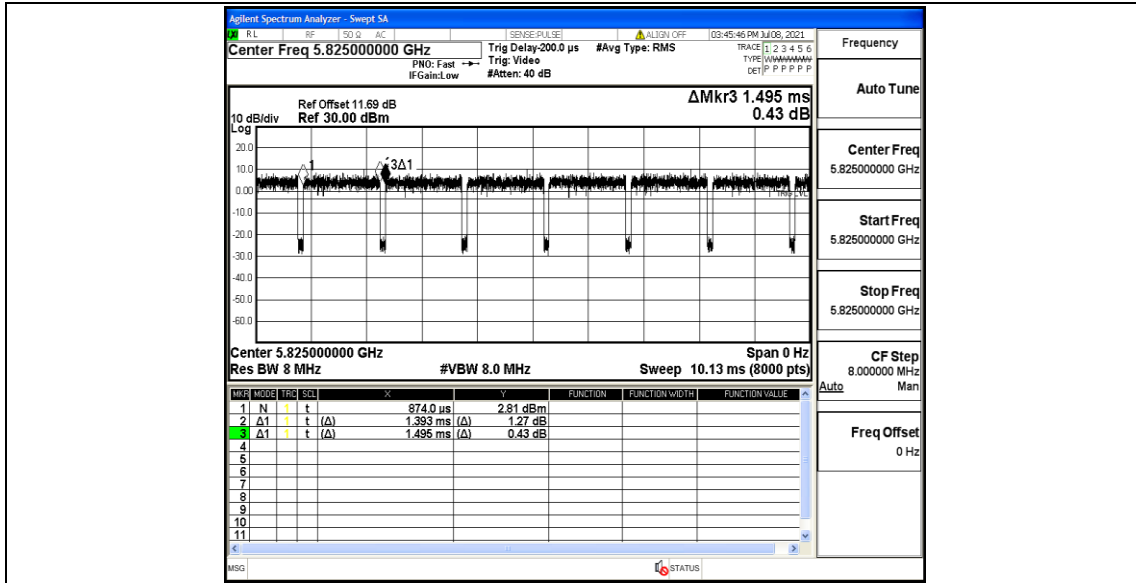 Agilent Spectrum Analyzer - Swept SA
RL RF 50 Ω AC SENSE:PULSE ALIGN OFF 03:45:46 PM Jul 08, 2021
Center Freq 5.825000000 GHz
Trig Delay-200.0 µs #Avg Type: RMS
TRACE 1 2 3 4 5 6
PNO: Fast Trig: Video
TYPE WWWWWW
IFGain:Low #Atten: 40 dB
DET P P P P P P
ΔMkr3 1.495 ms
0.43 dB
Ref Offset 11.69 dB
10 dB/div Ref 30.00 dBm
Log
20.0
10.0
0.00
-10.0
-20.0
-30.0
-40.0
-50.0
-60.0
1
3Δ1
Center 5.825000000 GHz Span 0 Hz
Res BW 8 MHz #VBW 8.0 MHz Sweep 10.13 ms (8000 pts)
MKR MODE TRC SCL X Y FUNCTION FUNCTION WIDTH FUNCTION VALUE
1 N 1 t 874.0 µs 2.81 dBm
2 Δ1 1 t (Δ) 1.393 ms (Δ) 1.27 dB
3 Δ1 1 t (Δ) 1.495 ms (Δ) 0.43 dB
4
5
6
7
8
9
10
11
MSG STATUS
Frequency
Auto Tune
Center Freq
5.825000000 GHz
Start Freq
5.825000000 GHz
Stop Freq
5.825000000 GHz
CF Step
8.000000 MHz
Auto Man
Freq Offset
0 Hz